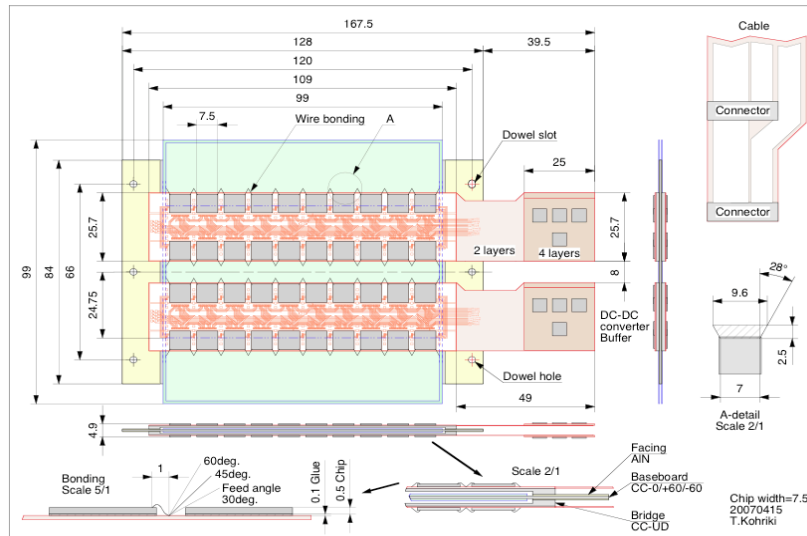 167.5
128
39.5
120
109
99
7.5
Wire bonding
A
Dowel slot
25
Cable
Connector
Connector
99
84
66
25.7
24.75
2 layers
4 layers
25.7
8
DC-DC
converter
Buffer
Dowel hole
49
28°
9.6
2.5
7
A-detail
Scale 2/1
4.9
Bonding
Scale 5/1
1
60deg.
45deg.
Feed angle
30deg.
0.1 Glue
0.5 Chip
Scale 2/1
Facing
AlN
Baseboard
CC-0/+60/-60
Bridge
CC-UD
Chip width=7.5
20070415
T.Kohriki